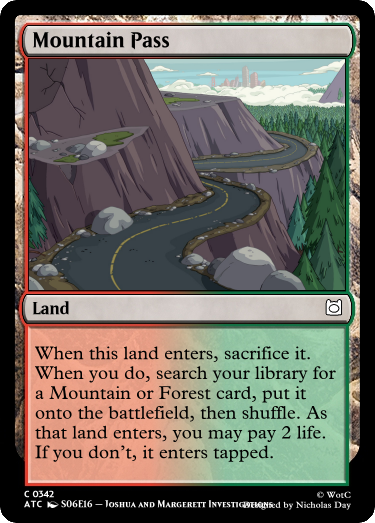 Mountain Pass
Land
When this land enters, sacrifice it.
When you do, search your library for
a Mountain or Forest card, put it
onto the battlefield, then shuffle. As
that land enters, you may pay 2 life.
If you don't, it enters tapped.
C 0342
© WotC
ATC S06E16 – Joshua and Margerett Investigations
Designed by Nicholas Day